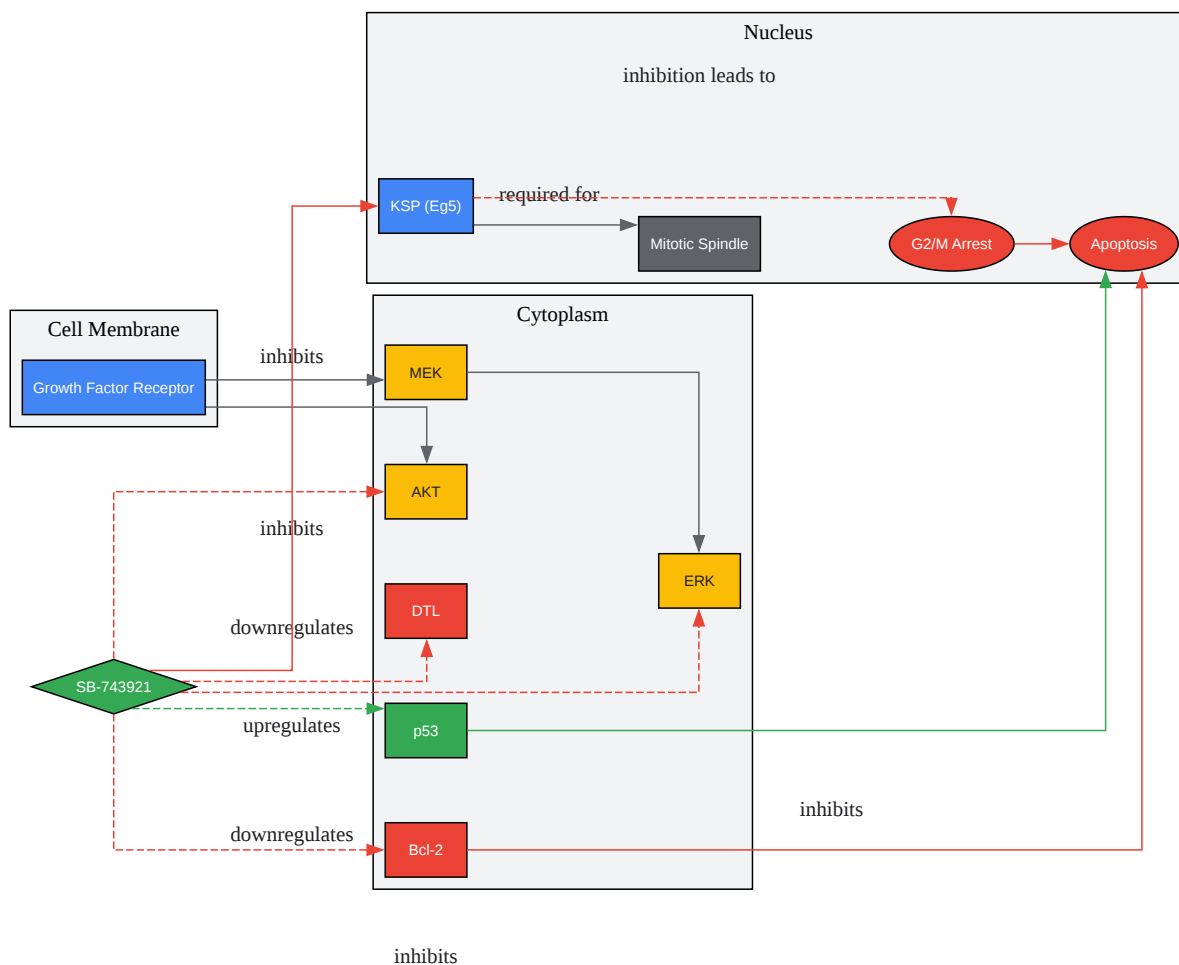 Nucleus
inhibition leads to
KSP (Eg5)
required for
Mitotic Spindle
G2/M Arrest
Apoptosis
Cell Membrane
Growth Factor Receptor
inhibits
Cytoplasm
MEK
AKT
inhibits
ERK
DTL
downregulates
SB-743921
upregulates
p53
inhibits
downregulates
Bcl-2
inhibits